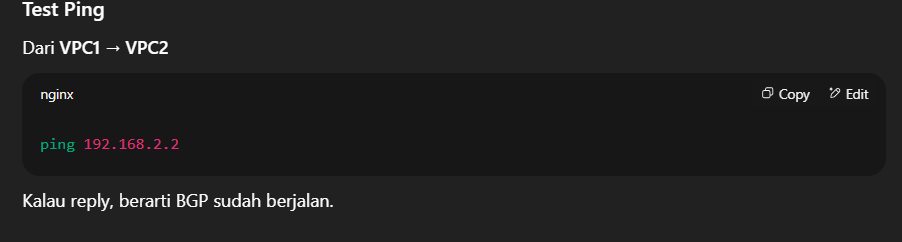 Test Ping
Dari VPC1 → VPC2
nginx
Copy
Edit
ping 192.168.2.2
Kalau reply, berarti BGP sudah berjalan.